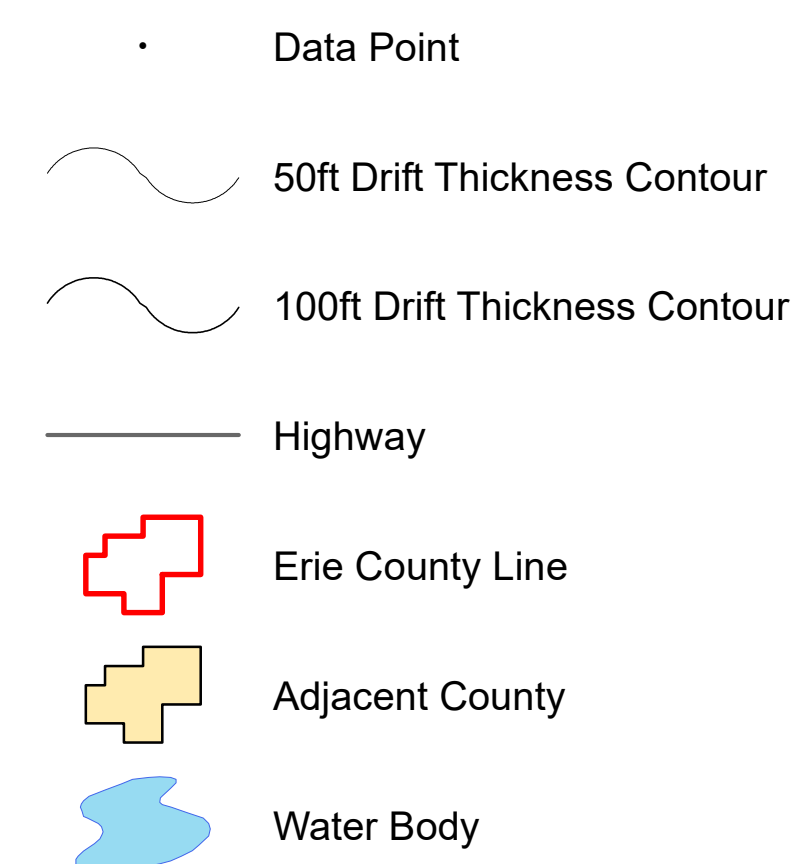 Data Point
50ft Drift Thickness Contour
100ft Drift Thickness Contour
Highway
Erie County Line
Adjacent County
Water Body